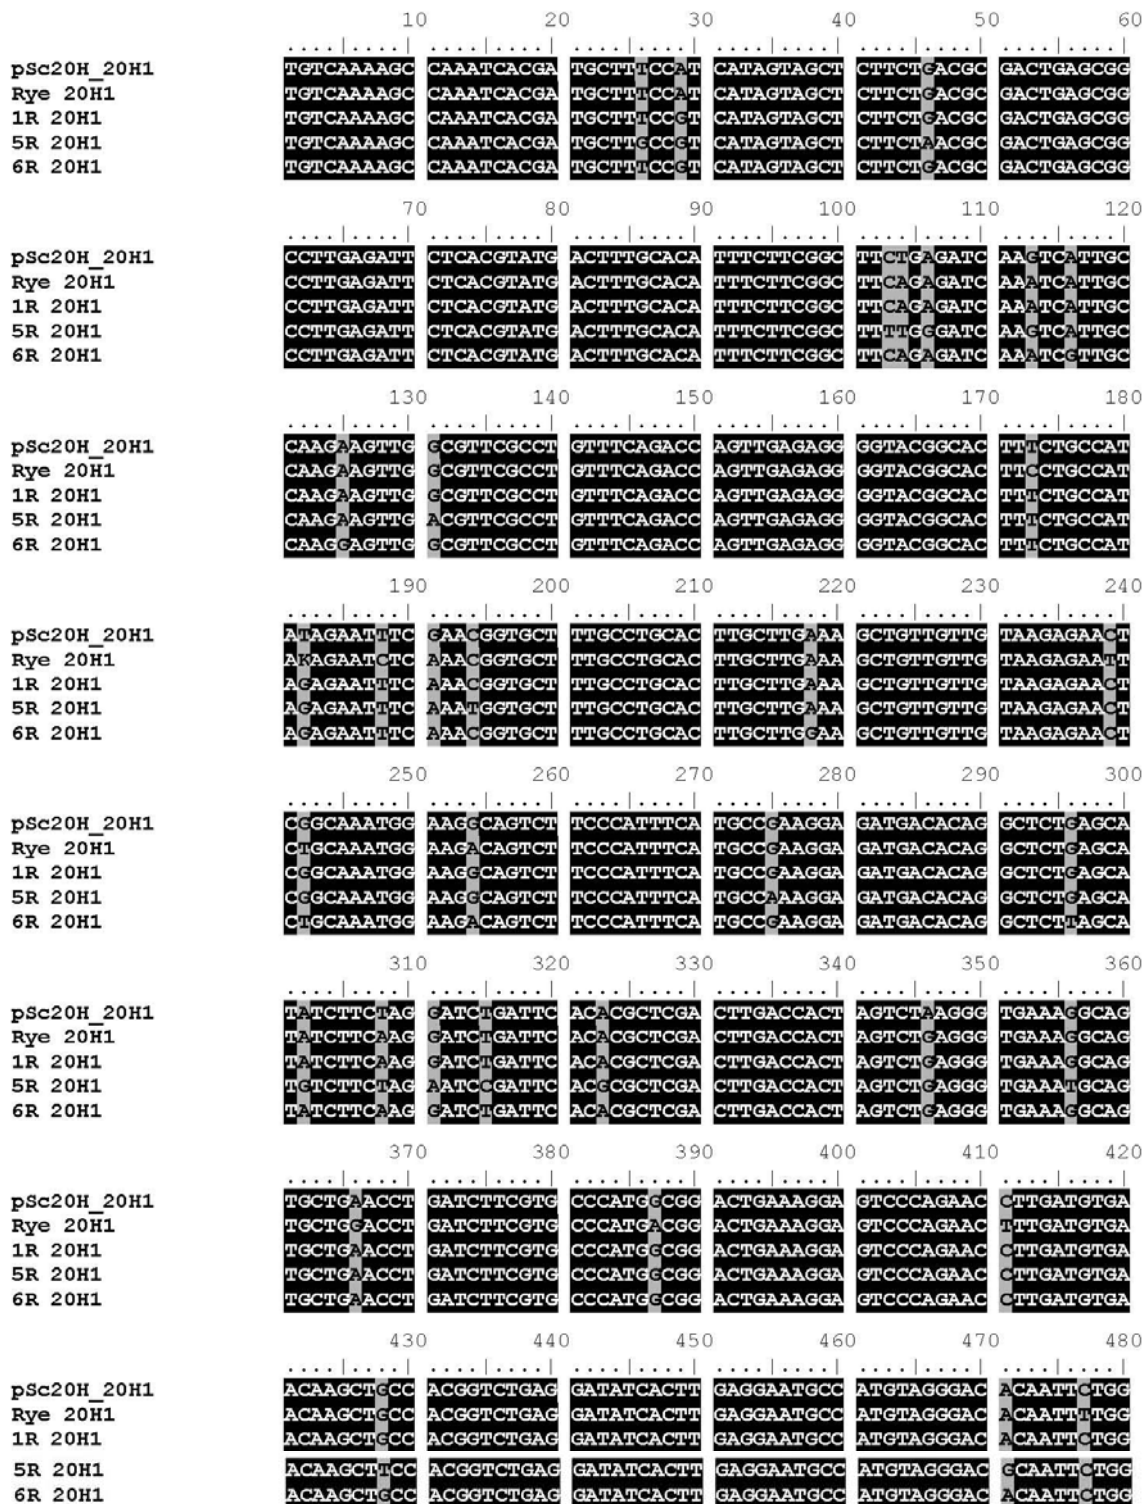 10 20 30 40 50 60
....|....| ....|....| ....|....| ....|....| ....|....| ....|....|
pSc20H_20H1 TGTCAAAAGC CAAATCACGA TGCTTTCCAT CATAGTAGCT CTTCTGACGC GACTGAGCGG
Rye 20H1 TGTCAAAAGC CAAATCACGA TGCTTTCCAT CATAGTAGCT CTTCTGACGC GACTGAGCGG
1R 20H1 TGTCAAAAGC CAAATCACGA TGCTTTCCGT CATAGTAGCT CTTCTGACGC GACTGAGCGG
5R 20H1 TGTCAAAAGC CAAATCACGA TGCTTGCCGT CATAGTAGCT CTTCTAACGC GACTGAGCGG
6R 20H1 TGTCAAAAGC CAAATCACGA TGCTTTCCGT CATAGTAGCT CTTCTGACGC GACTGAGCGG
70 80 90 100 110 120
....|....| ....|....| ....|....| ....|....| ....|....| ....|....|
pSc20H_20H1 CCTTGAGATT CTCACGTATG ACTTTGCACA TTTCTTCGGC TTCTGAGATC AAGTCATTGC
Rye 20H1 CCTTGAGATT CTCACGTATG ACTTTGCACA TTTCTTCGGC TTCAGAGATC AAATCATTGC
1R 20H1 CCTTGAGATT CTCACGTATG ACTTTGCACA TTTCTTCGGC TTCAGAGATC AAATCATTGC
5R 20H1 CCTTGAGATT CTCACGTATG ACTTTGCACA TTTCTTCGGC TTTTGGGATC AAGTCATTGC
6R 20H1 CCTTGAGATT CTCACGTATG ACTTTGCACA TTTCTTCGGC TTCAGAGATC AAATCGTTGC
130 140 150 160 170 180
....|....| ....|....| ....|....| ....|....| ....|....| ....|....|
pSc20H_20H1 CAAGAAGTTG GCGTTCGCCT GTTTCAGACC AGTTGAGAGG GGTACGGCAC TTTCTGCCAT
Rye 20H1 CAAGAAGTTG GCGTTCGCCT GTTTCAGACC AGTTGAGAGG GGTACGGCAC TTCCTGCCAT
1R 20H1 CAAGAAGTTG GCGTTCGCCT GTTTCAGACC AGTTGAGAGG GGTACGGCAC TTTCTGCCAT
5R 20H1 CAAGAAGTTG ACGTTCGCCT GTTTCAGACC AGTTGAGAGG GGTACGGCAC TTTCTGCCAT
6R 20H1 CAAGGAGTTG GCGTTCGCCT GTTTCAGACC AGTTGAGAGG GGTACGGCAC TTTCTGCCAT
190 200 210 220 230 240
....|....| ....|....| ....|....| ....|....| ....|....| ....|....|
pSc20H_20H1 ATAGAATTTC GAACGGTGCT TTGCCTGCAC TTGCTTGAAA GCTGTTGTTG TAAGAGAACT
Rye 20H1 AKAGAATCTC AAACGGTGCT TTGCCTGCAC TTGCTTGAAA GCTGTTGTTG TAAGAGAATT
1R 20H1 AGAGAATTTC AAACGGTGCT TTGCCTGCAC TTGCTTGAAA GCTGTTGTTG TAAGAGAACT
5R 20H1 AGAGAATTTC AAATGGTGCT TTGCCTGCAC TTGCTTGAAA GCTGTTGTTG TAAGAGAACT
6R 20H1 AGAGAATTTC AAACGGTGCT TTGCCTGCAC TTGCTTGGAA GCTGTTGTTG TAAGAGAACT
250 260 270 280 290 300
....|....| ....|....| ....|....| ....|....| ....|....| ....|....|
pSc20H_20H1 CGGCAAATGG AAGGCAGTCT TCCCATTTCA TGCCGAAGGA GATGACACAG GCTCTGAGCA
Rye 20H1 CTGCAAATGG AAGACAGTCT TCCCATTTCA TGCCGAAGGA GATGACACAG GCTCTGAGCA
1R 20H1 CGGCAAATGG AAGGCAGTCT TCCCATTTCA TGCCGAAGGA GATGACACAG GCTCTGAGCA
5R 20H1 CGGCAAATGG AAGGCAGTCT TCCCATTTCA TGCCAAAGGA GATGACACAG GCTCTGAGCA
6R 20H1 CTGCAAATGG AAGACAGTCT TCCCATTTCA TGCCGAAGGA GATGACACAG GCTCTTAGCA
310 320 330 340 350 360
....|....| ....|....| ....|....| ....|....| ....|....| ....|....|
pSc20H_20H1 TATCTTCTAG GATCTGATTC ACACGCTCGA CTTGACCACT AGTCTAAGGG TGAAAGGCAG
Rye 20H1 TATCTTCAAG GATCTGATTC ACACGCTCGA CTTGACCACT AGTCTGAGGG TGAAAGGCAG
1R 20H1 TATCTTCAAG GATCTGATTC ACACGCTCGA CTTGACCACT AGTCTGAGGG TGAAAGGCAG
5R 20H1 TGTCTTCTAG AATCCGATTC ACGCGCTCGA CTTGACCACT AGTCTGAGGG TGAAATGCAG
6R 20H1 TATCTTCAAG GATCTGATTC ACACGCTCGA CTTGACCACT AGTCTGAGGG TGAAAGGCAG
370 380 390 400 410 420
....|....| ....|....| ....|....| ....|....| ....|....| ....|....|
pSc20H_20H1 TGCTGAACCT GATCTTCGTG CCCATGGCGG ACTGAAAGGA GTCCCAGAAC CTTGATGTGA
Rye 20H1 TGCTGGACCT GATCTTCGTG CCCATGACGG ACTGAAAGGA GTCCCAGAAC TTTGATGTGA
1R 20H1 TGCTGAACCT GATCTTCGTG CCCATGGCGG ACTGAAAGGA GTCCCAGAAC CTTGATGTGA
5R 20H1 TGCTGAACCT GATCTTCGTG CCCATGGCGG ACTGAAAGGA GTCCCAGAAC CTTGATGTGA
6R 20H1 TGCTGAACCT GATCTTCGTG CCCATGGCGG ACTGAAAGGA GTCCCAGAAC CTTGATGTGA
430 440 450 460 470 480
....|....| ....|....| ....|....| ....|....| ....|....| ....|....|
pSc20H_20H1 ACAAGCTGCC ACGGTCTGAG GATATCACTT GAGGAATGCC ATGTAGGGAC ACAATTCTGG
Rye 20H1 ACAAGCTGCC ACGGTCTGAG GATATCACTT GAGGAATGCC ATGTAGGGAC ACAATTTTGG
1R 20H1 ACAAGCTGCC ACGGTCTGAG GATATCACTT GAGGAATGCC ATGTAGGGAC ACAATTCTGG
5R 20H1 ACAAGCTTCC ACGGTCTGAG GATATCACTT GAGGAATGCC ATGTAGGGAC GCAATTCTGG
6R 20H1 ACAAGCTGCC ACGGTCTGAG GATATCACTT GAGGAATGCC ATGTAGGGAC ACAATTCTGG